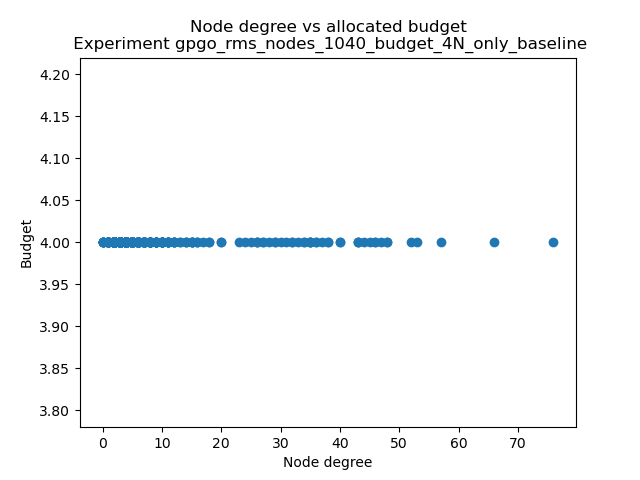 Node degree vs allocated budget
Experiment gpgo_rms_nodes_1040_budget_4N_only_baseline
4.20
4.15
4.10
4.05
4.00
3.95
3.90
3.85
3.80
Budget
0 10 20 30 40 50 60 70
Node degree